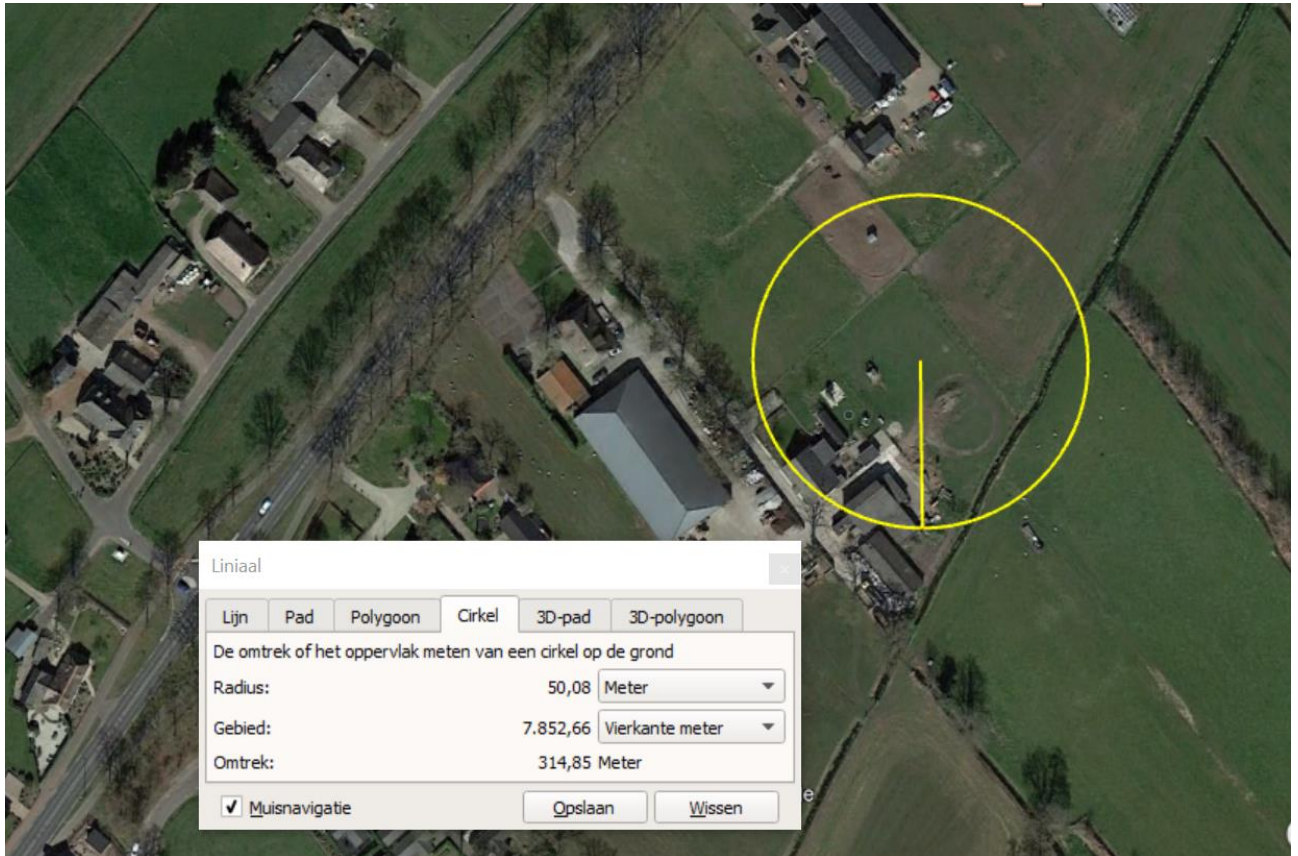 Liniaal
Lijn Pad Polygoon Cirkel 3D-pad 3D-polygoon
De omtrek of het oppervlak meten van een cirkel op de grond
Radius: 50,08 Meter
Gebied: 7.852,66 Vierkante meter
Omtrek: 314,85 Meter
Muisnavigatie Opslaan Wissen
e